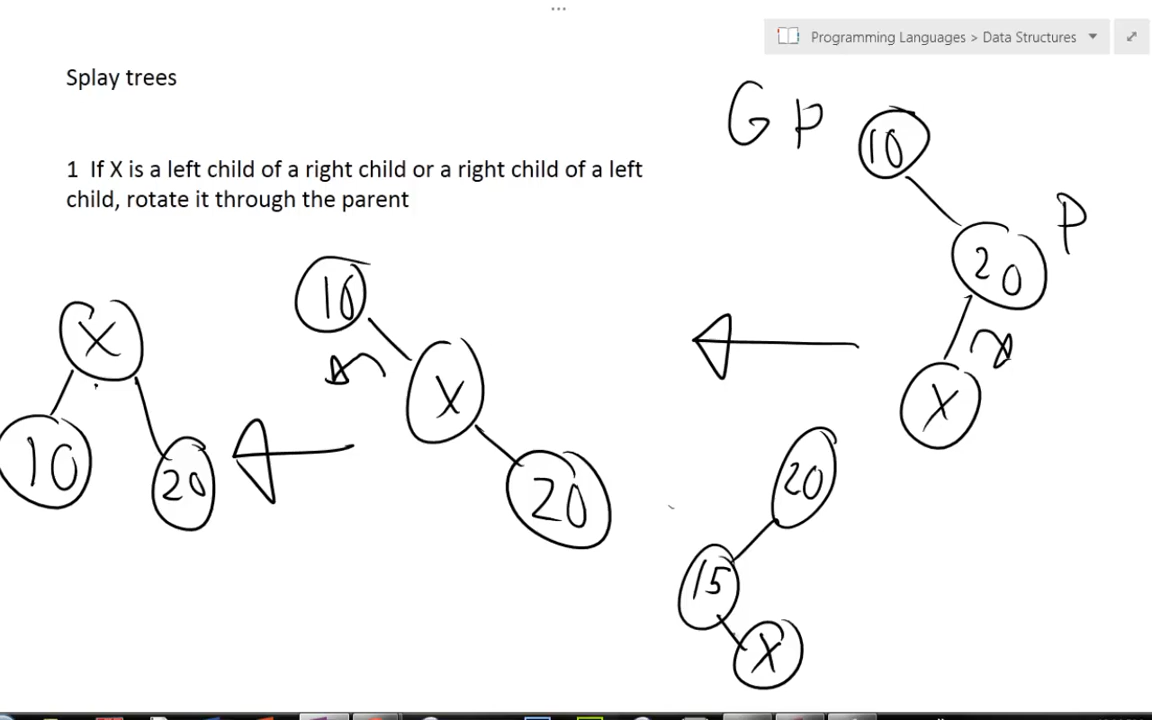 Programming Languages > Data Structures
Splay trees
G P
10
1 If X is a left child of a right child or a right child of a left
child, rotate it through the parent
P
20
10
X
X
X
10
20
20
20
15
X